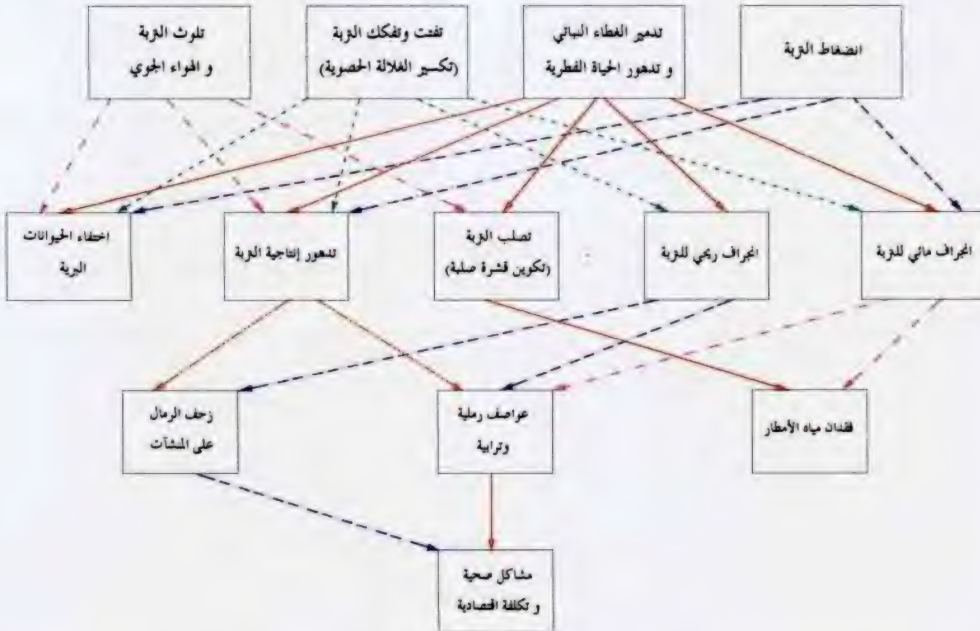 انضغاط التربة
تدمير الغطاء النباتي
و تدهور الحياة الفطرية
تفتت وتفكك التربة
(تكسير الغلالة الحصوية)
تلوث التربة
و الهواء الجوي
انجراف مائي للتربة
انجراف ريحي للتربة
تصلب التربة
(تكوين قشرة صلبة)
تدهور إنتاجية التربة
اختفاء الحيوانات
البرية
فقدان مياه الأمطار
عواصف رملية
وترابية
زحف الرمال
على المنشآت
مشاكل صحية
و تكلفة اقتصادية